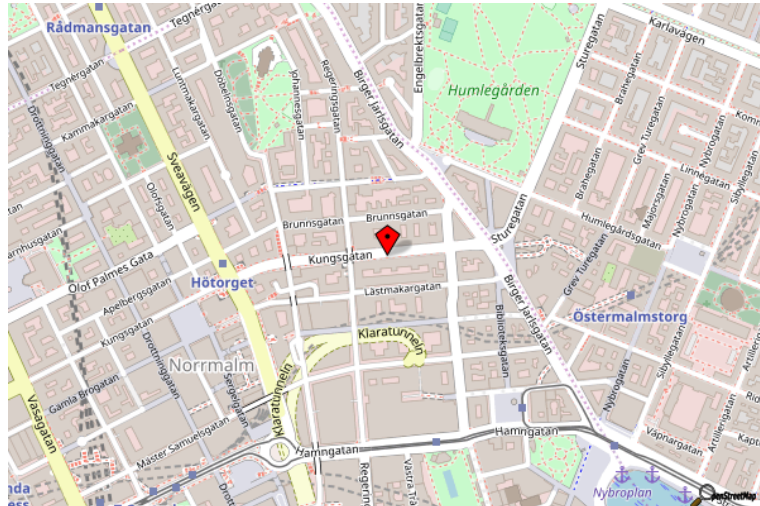 Rådmansgatan
Tegnérgatan
Karlavägen
Sturegatan
Engelbrektsgatan
Birger Jarlsgatan
Regeringsgatan
Johannesgatan
Döbelnsgatan
Luntmakargatan
Tegnérgatan
Drottninggatan
Kammakargatan
Humlegården
Brahegatan
Grev Turegatan
Nybrogatan
Linnégatan
Sibyllegatan
Sveavägen
Olofsgatan
Brahegatan
Majorsgatan
Nybrogatan
Humlegårdsgatan
Brunnsgatan
Brunnsgatan
Sturegatan
Olof Palmes Gata
Kungsgatan
Hötorget
Apelbergsgatan
Lästmakargatan
Birger Jarlsgatan
Grev Turegatan
Östermalmstorg
Kungsgatan
Drottninggatan
Klaratunneln
Biblioteksgatan
Sibyllegatan
Norrmalm
Klaratunneln
Sergelgatan
Gamla Brogatan
Vasagatan
Nybrogatan
Artillerigatan
Mäster Samuelsgatan
Hamngatan
Hamngatan
Väpnargatan
Nybroplan